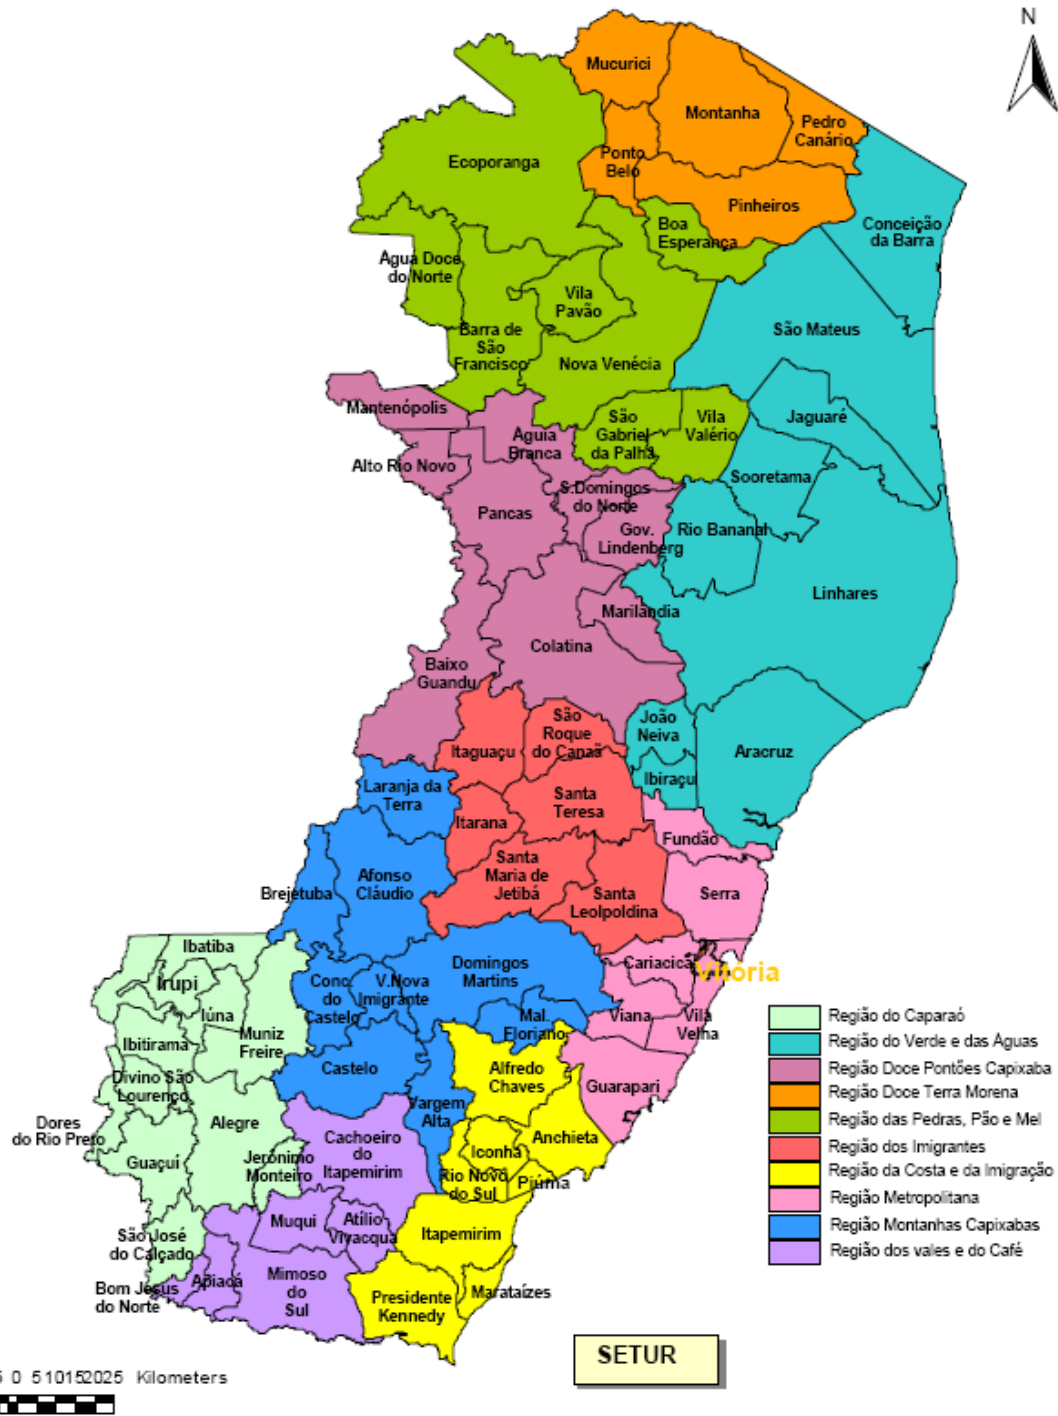 N
Mucurici
Montanha
Pedro
Canário
Ponto
Belo
Ecoporanga
Pinheiros
Boa
Esperança
Conceição
da Barra
Agua Doce
do Norte
Vila
Pavão
Barra de
São
Francisco
São Mateus
Nova Venécia
Mantenópolis
São
Gabriel
da Palha
Vila
Valério
Jaguaré
Aguia
Branca
Alto Rio Novo
Sooretama
S.Domingos
do Norte
Pancas
Gov.
Lindenberg
Rio Bananal
Linhares
Marilândia
Colatina
Baixo
Guandu
São
Roque
do Canaã
João
Neiva
Itaguaçu
Aracruz
Ibiraçu
Laranja da
Terra
Santa
Teresa
Itarana
Fundão
Santa
Maria de
Jetibá
Afonso
Cláudio
Brejetuba
Santa
Leolpoldina
Serra
Ibatiba
Domingos
Martins
Cariacica
Vitória
Irupi
Conc.
do
Castelo
V.Nova
Imigrante
Iúna
Mal.
Floriano
Viana
Vila
Velha
Muniz
Freire
Ibitirama
Castelo
Alfredo
Chaves
Guarapari
Divino São
Lourenço
Vargem
Alta
Dores
do Rio Preto
Alegre
Cachoeiro
do
Itapemirim
Anchieta
Iconha
Guaçuí
Jerónimo
Monteiro
Rio Novo
do Sul
Piúma
Muqui
Atílio
Vivacqua
Itapemirim
São José
do Calçado
Apiacá
Mimoso
do
Sul
Bom Jesus
do Norte
Marataízes
Presidente
Kennedy
Região do Caparaó
Região do Verde e das Aguas
Região Doce Pontões Capixaba
Região Doce Terra Morena
Região das Pedras, Pão e Mel
Região dos Imigrantes
Região da Costa e da Imigração
Região Metropolitana
Região Montanhas Capixabas
Região dos vales e do Café
SETUR
5 0 510152025 Kilometers